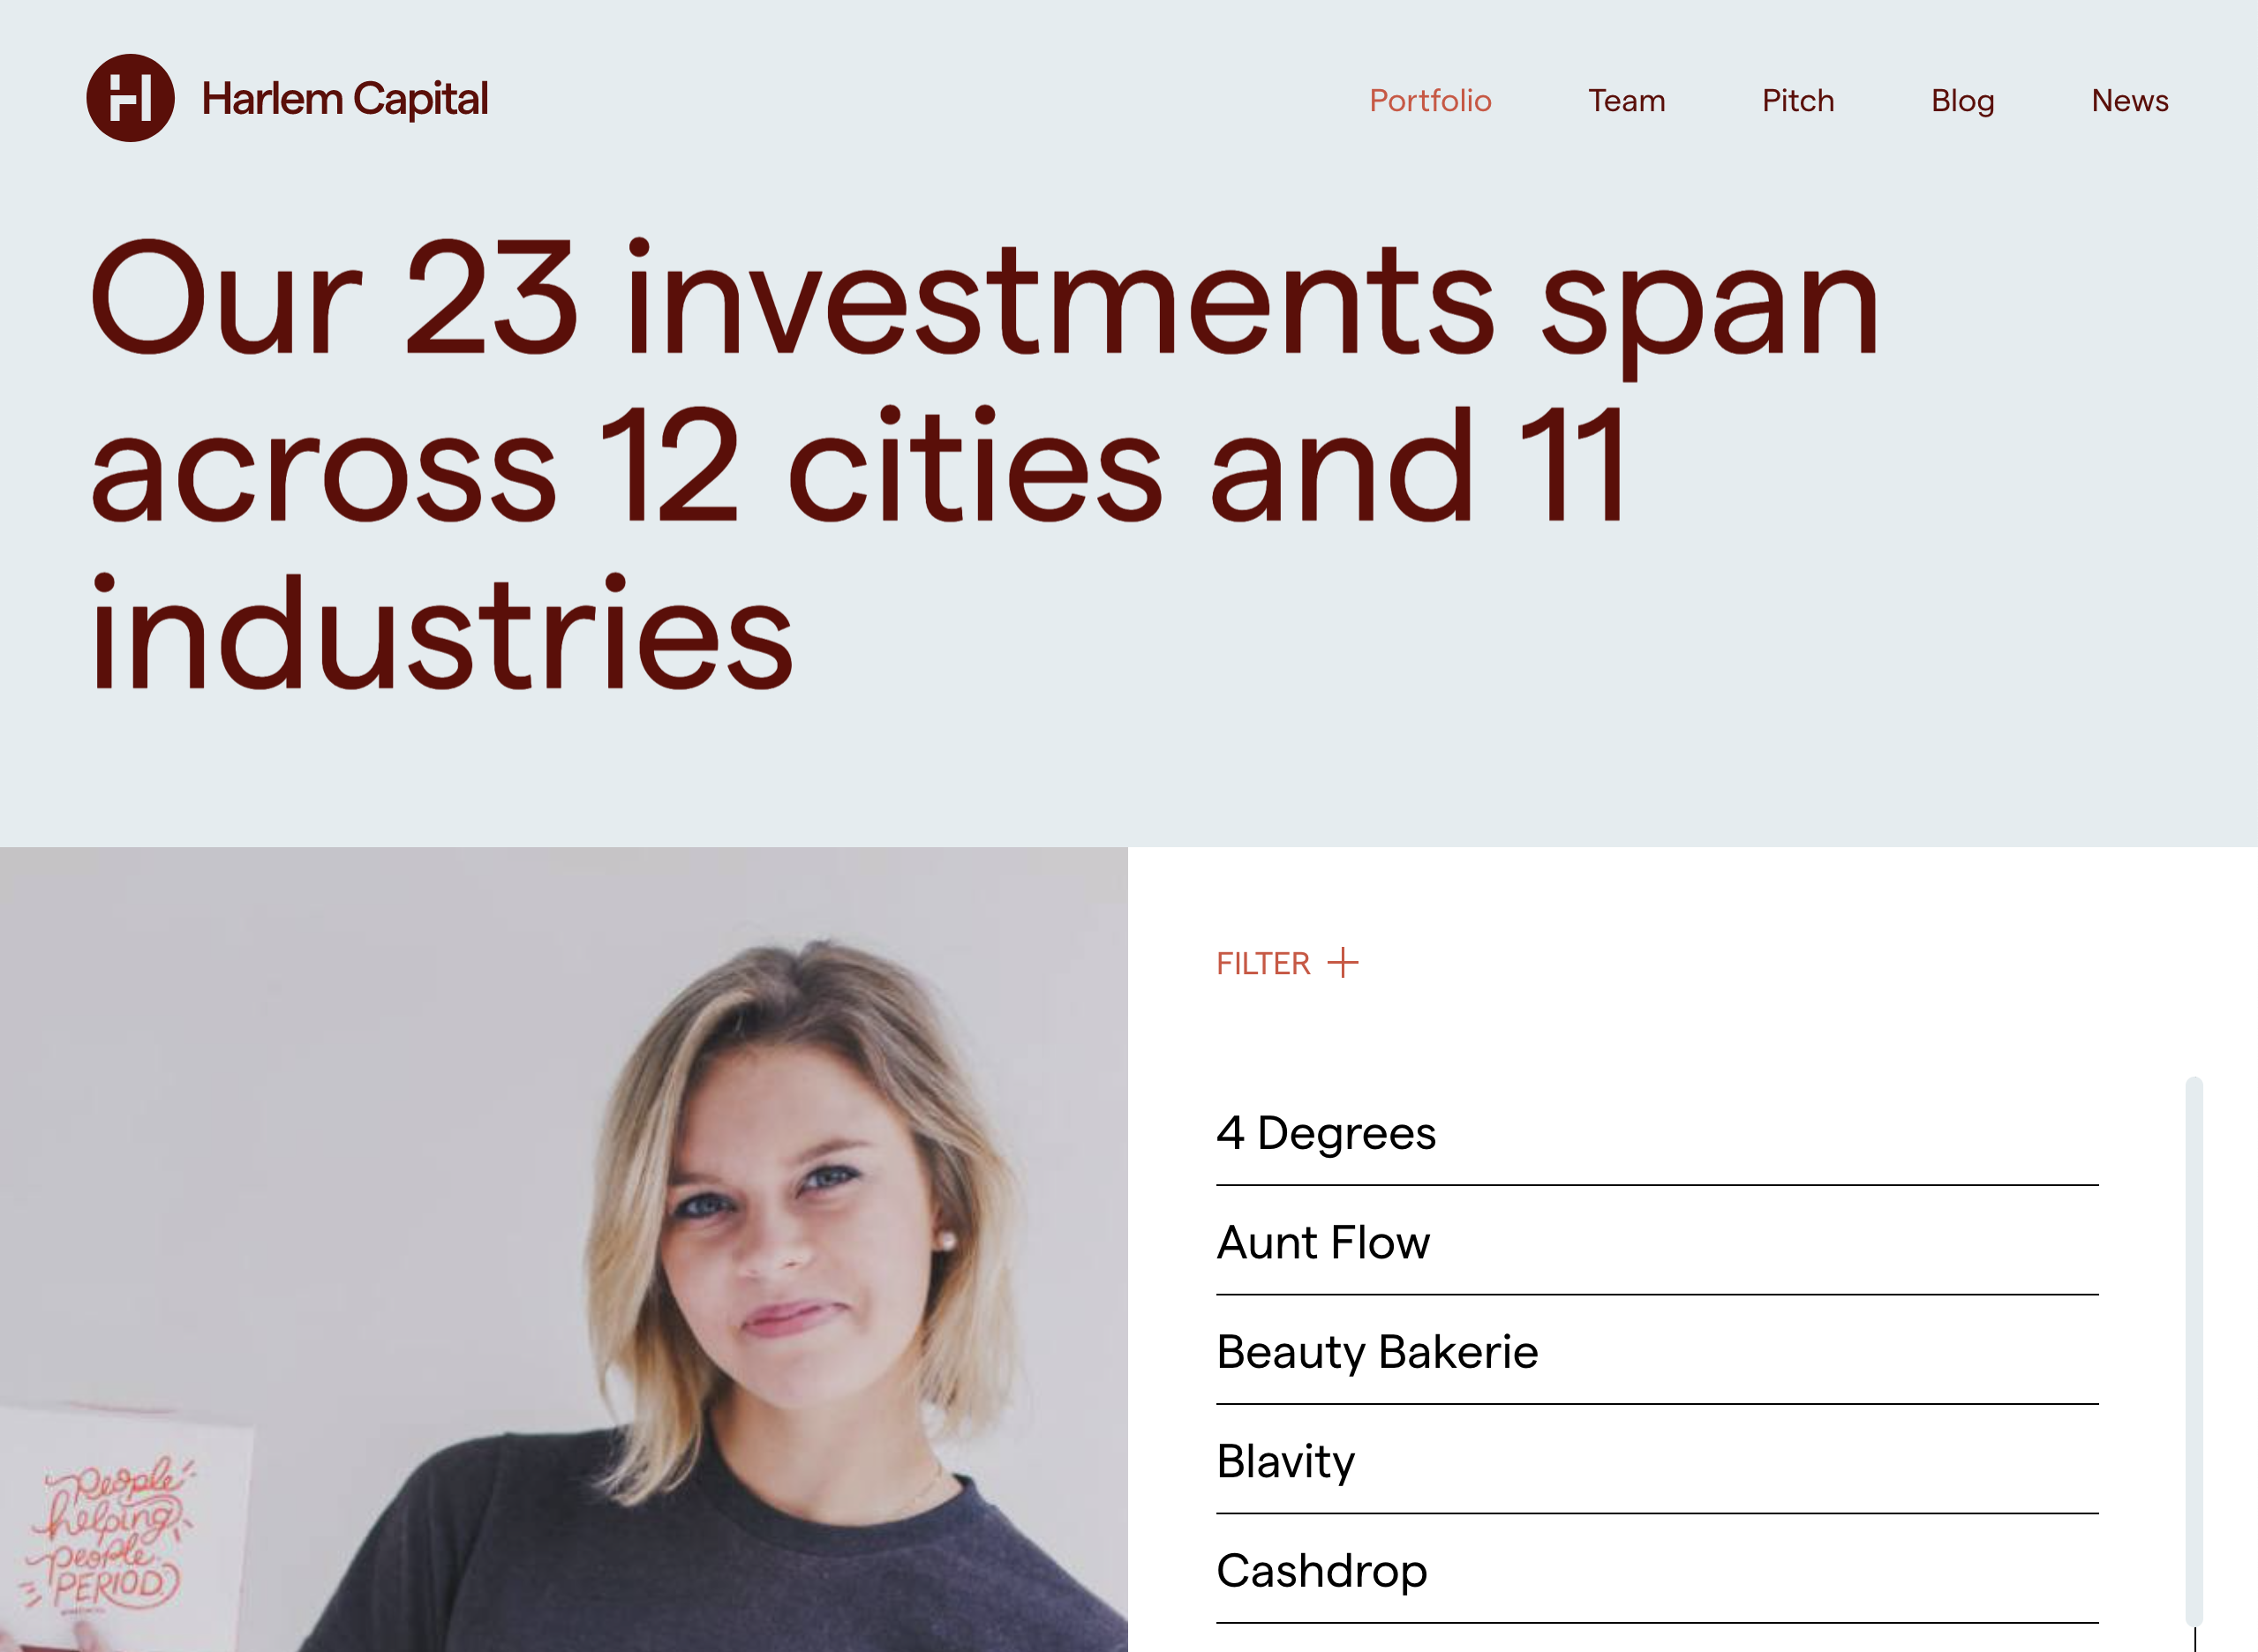 Harlem Capital
Portfolio Team Pitch Blog News
Our 23 investments span
across 12 cities and 11
industries
People
helping
people
PERIOD
FILTER +
4 Degrees
Aunt Flow
Beauty Bakerie
Blavity
Cashdrop